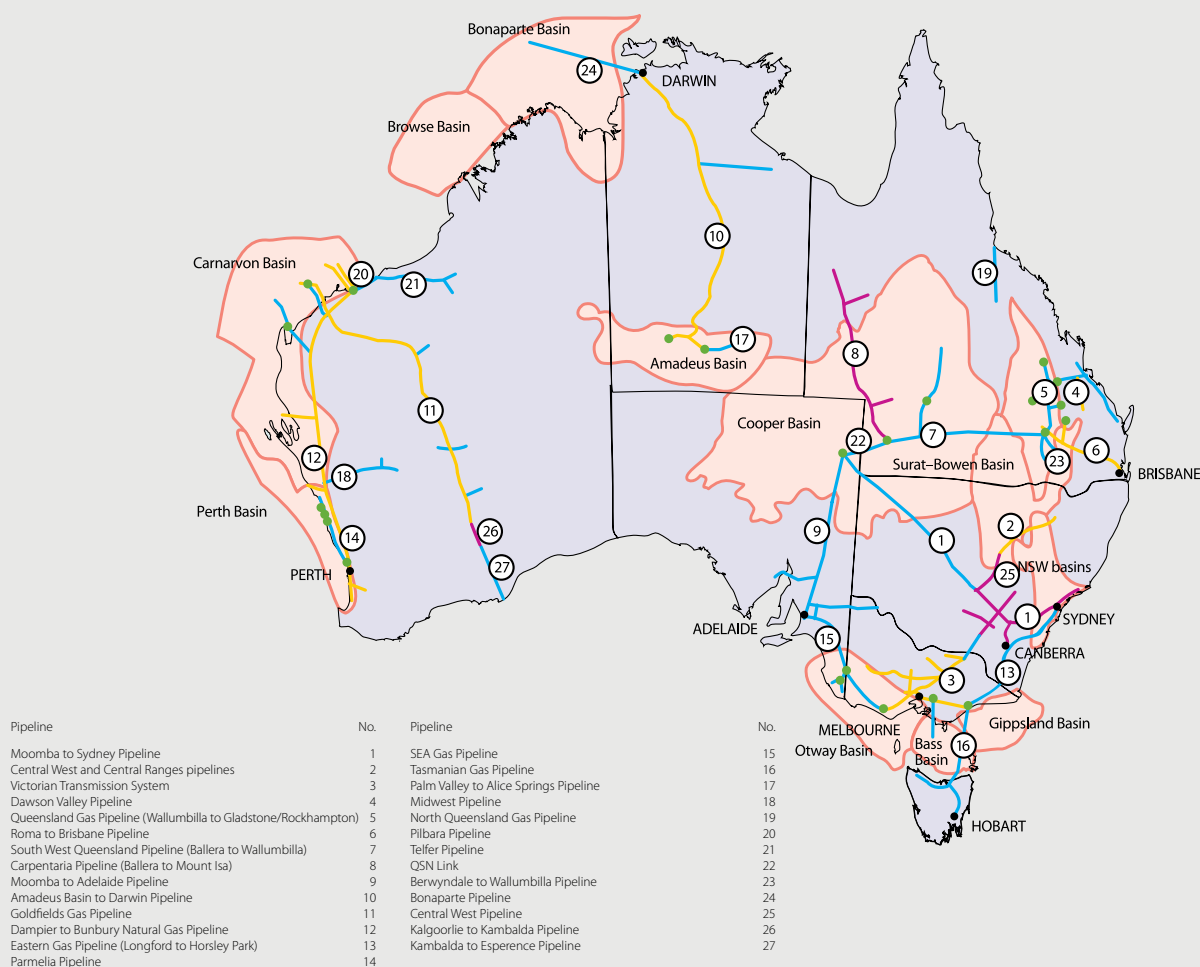 Bonaparte Basin
24
DARWIN
Browse Basin
10
Carnarvon Basin
20
21
19
17
Amadeus Basin
8
5
4
11
Cooper Basin
22
7
6
12
18
Surat–Bowen Basin
23
BRISBANE
Perth Basin
14
26
9
1
2
PERTH
27
25
NSW basins
1
SYDNEY
ADELAIDE
15
CANBERRA
13
3
MELBOURNE
Gippsland Basin
Otway Basin
Bass
Basin
16
HOBART
Pipeline No. Pipeline No.
Moomba to Sydney Pipeline 1 SEA Gas Pipeline 15
Central West and Central Ranges pipelines 2 Tasmanian Gas Pipeline 16
Victorian Transmission System 3 Palm Valley to Alice Springs Pipeline 17
Dawson Valley Pipeline 4 Midwest Pipeline 18
Queensland Gas Pipeline (Wallumbilla to Gladstone/Rockhampton) 5 North Queensland Gas Pipeline 19
Roma to Brisbane Pipeline 6 Pilbara Pipeline 20
South West Queensland Pipeline (Ballera to Wallumbilla) 7 Telfer Pipeline 21
Carpentaria Pipeline (Ballera to Mount Isa) 8 QSN Link 22
Moomba to Adelaide Pipeline 9 Berwyndale to Wallumbilla Pipeline 23
Amadeus Basin to Darwin Pipeline 10 Bonaparte Pipeline 24
Goldfields Gas Pipeline 11 Central West Pipeline 25
Dampier to Bunbury Natural Gas Pipeline 12 Kalgoorlie to Kambalda Pipeline 26
Eastern Gas Pipeline (Longford to Horsley Park) 13 Kambalda to Esperence Pipeline 27
Parmelia Pipeline 14